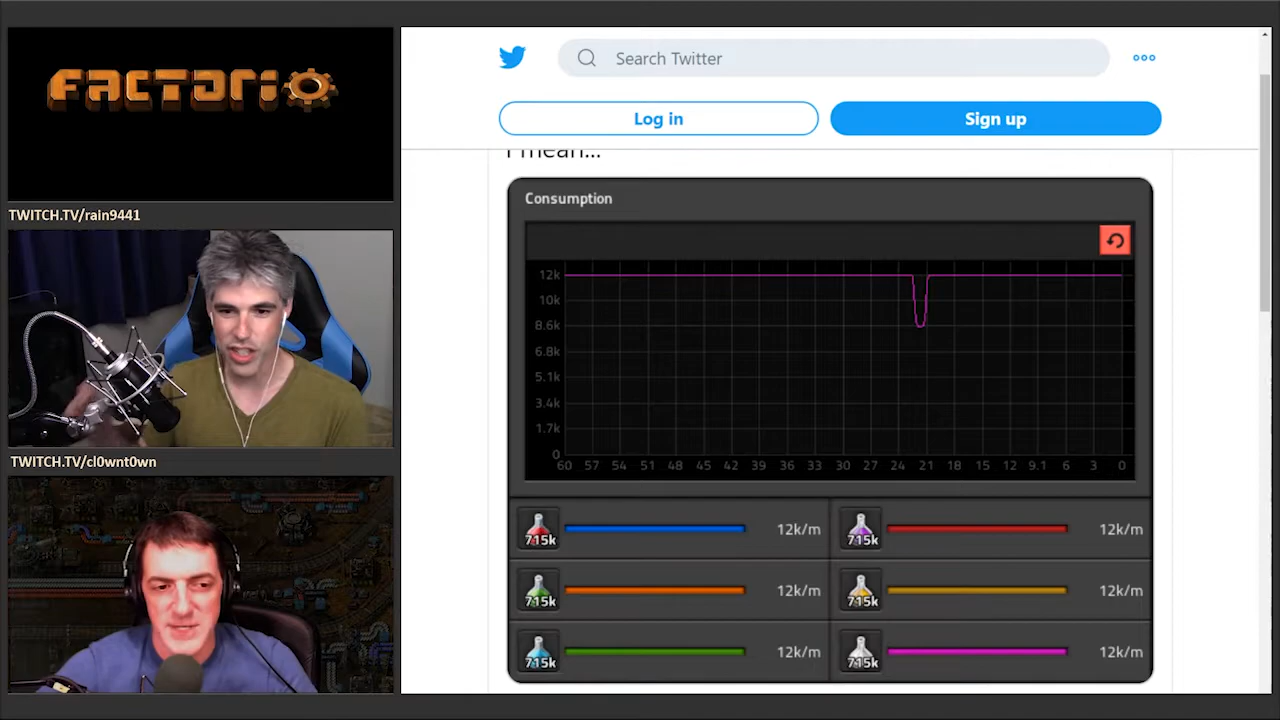 FACTORIO
TWITCH.TV/rain9441
TWITCH.TV/cl0wnt0wn
Search Twitter
Log in
Sign up
I mean...
Consumption
12k
10k
8.6k
6.8k
5.1k
3.4k
1.7k
0
60 57 54 51 48 45 42 39 36 33 30 27 24 21 18 15 12 9.1 6 3 0
715k 12k/m 715k 12k/m
715k 12k/m 715k 12k/m
715k 12k/m 715k 12k/m